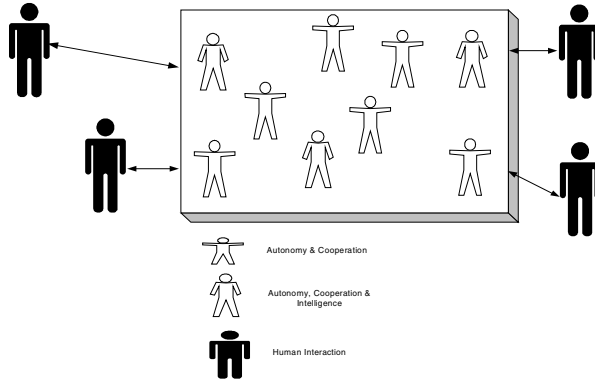 Autonomy & Cooperation
Autonomy, Cooperation &
Intelligence
Human Interaction